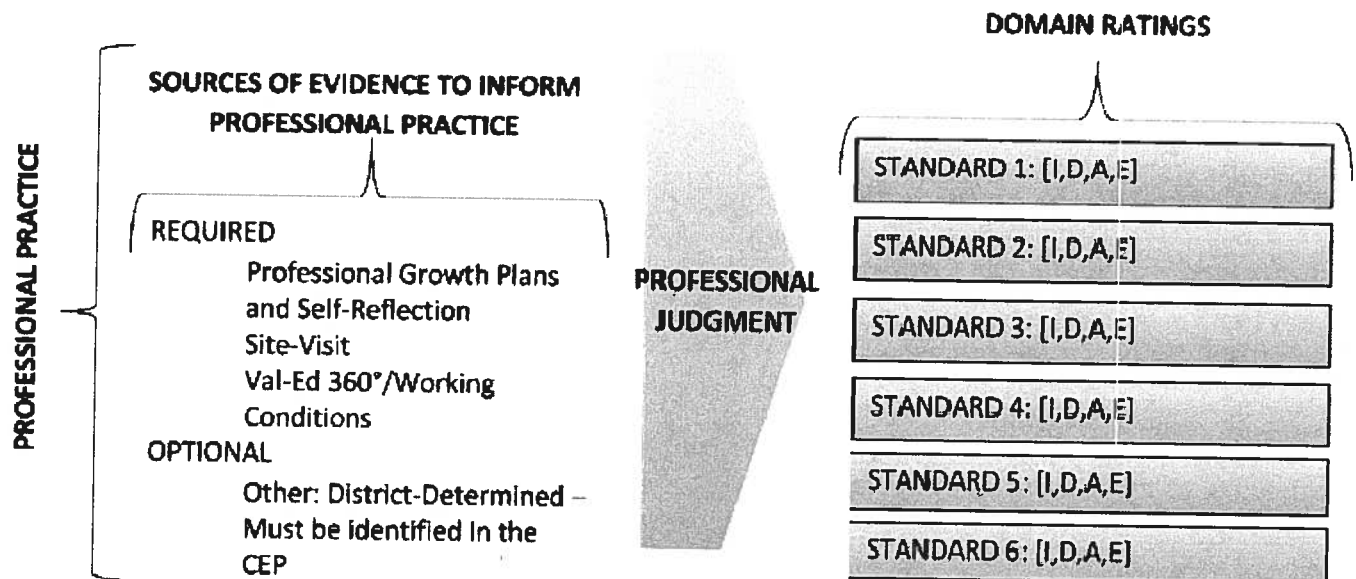 PROFESSIONAL PRACTICE
SOURCES OF EVIDENCE TO INFORM
PROFESSIONAL PRACTICE
REQUIRED
Professional Growth Plans
and Self-Reflection
Site-Visit
Val-Ed 360°/Working
Conditions
OPTIONAL
Other: District-Determined –
Must be identified in the
CEP
PROFESSIONAL
JUDGMENT
DOMAIN RATINGS
STANDARD 1: [I,D,A,E]
STANDARD 2: [I,D,A,E]
STANDARD 3: [I,D,A,E]
STANDARD 4: [I,D,A,E]
STANDARD 5: [I,D,A,E]
STANDARD 6: [I,D,A,E]